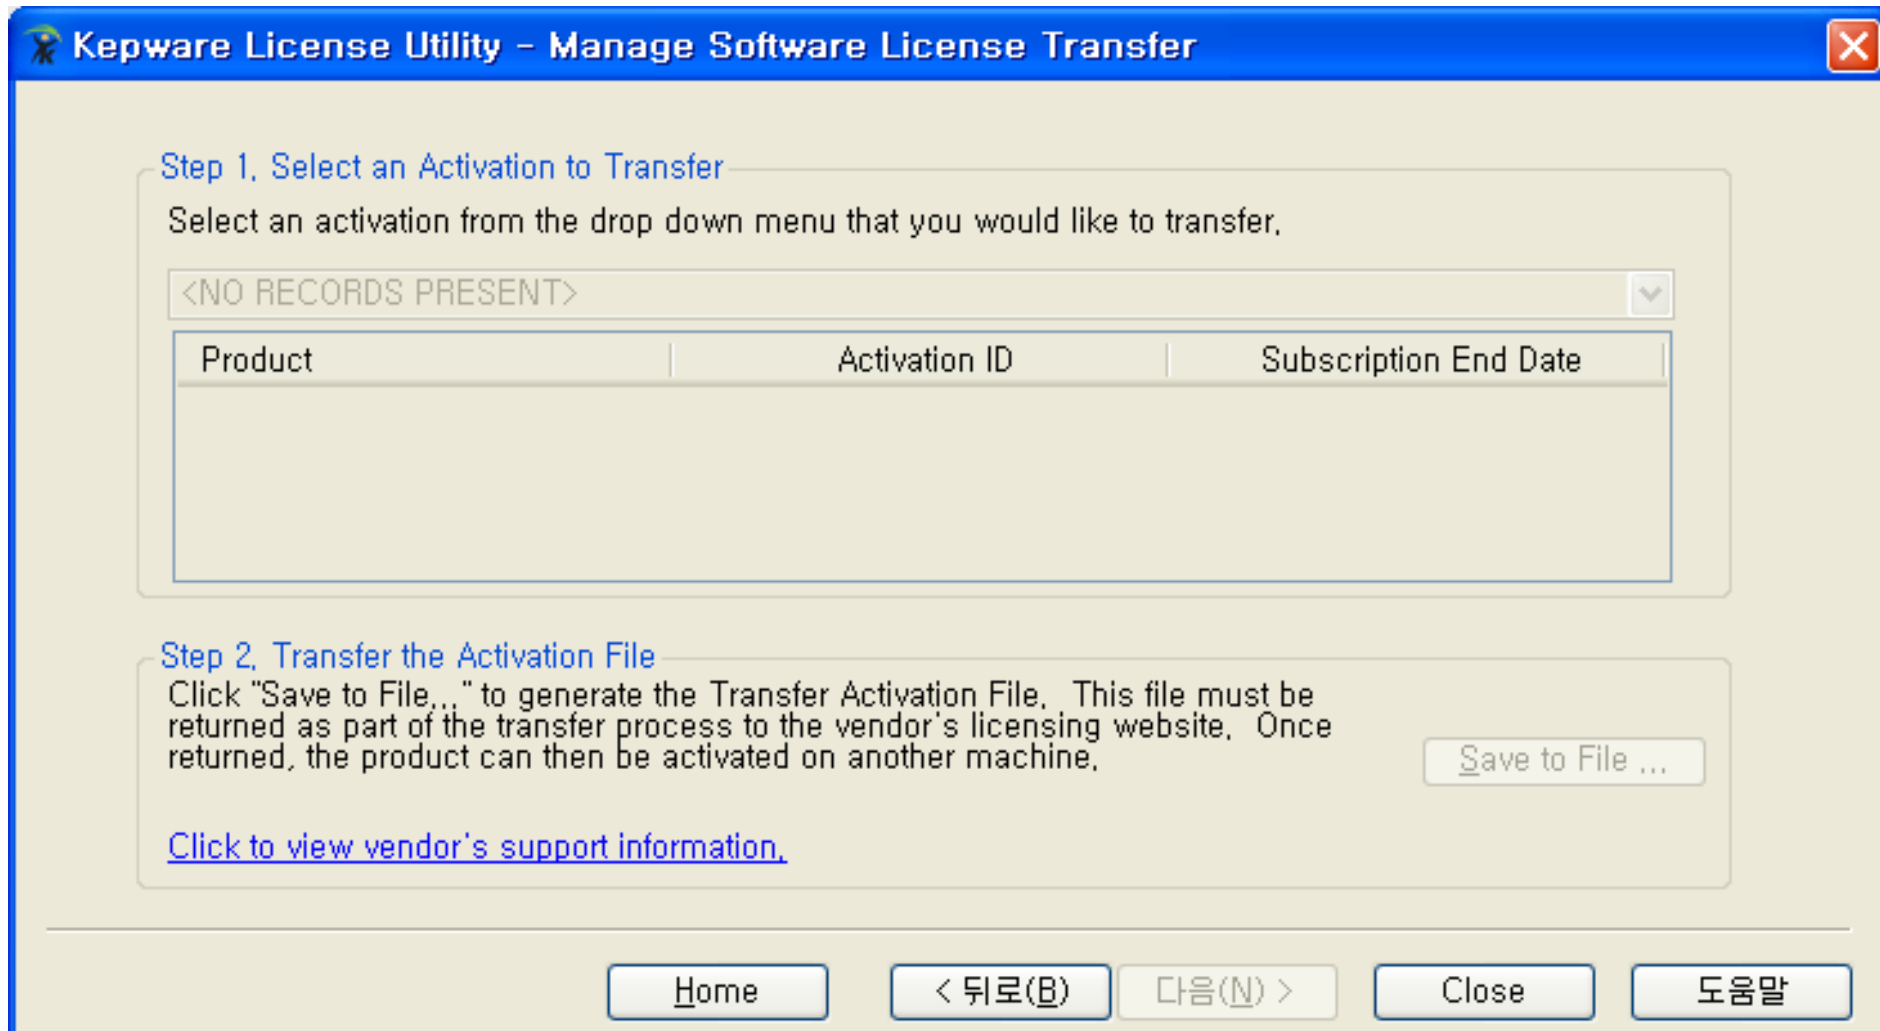 Kepware License Utility - Manage Software License Transfer
Step 1. Select an Activation to Transfer
Select an activation from the drop down menu that you would like to transfer.
<NO RECORDS PRESENT>
Product Activation ID Subscription End Date
Step 2. Transfer the Activation File
Click "Save to File..." to generate the Transfer Activation File. This file must be
returned as part of the transfer process to the vendor's licensing website. Once
returned, the product can then be activated on another machine.
Save to File ...
Click to view vendor's support information.
Home < 뒤로(B) 다음(N) > Close 도움말